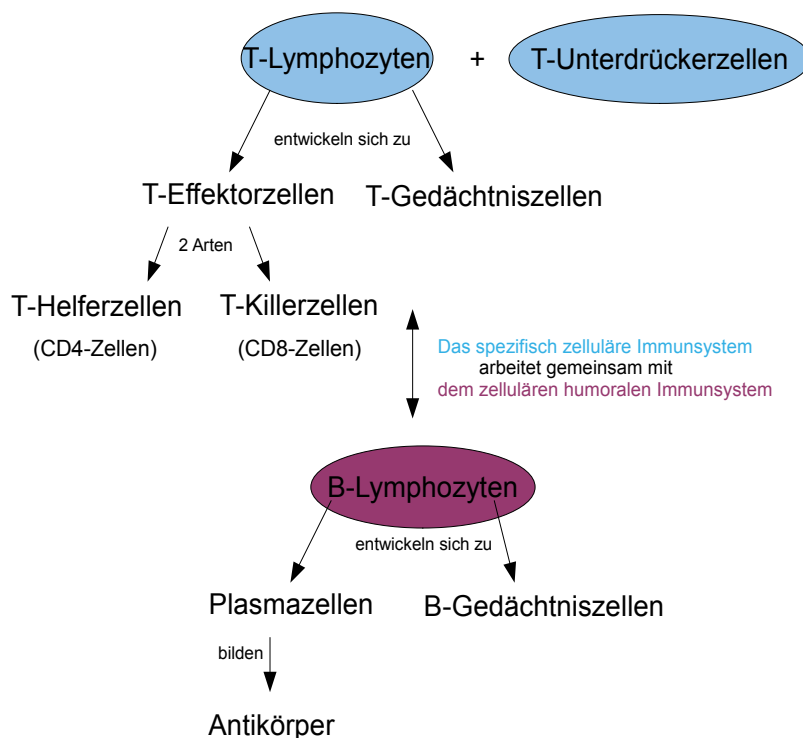 T-Lymphozyten + T-Unterdrückerzellen
entwickeln sich zu
T-Effektorzellen T-Gedächtniszellen
2 Arten
T-Helferzellen T-Killerzellen
(CD4-Zellen) (CD8-Zellen)
Das spezifisch zelluläre Immunsystem
arbeitet gemeinsam mit
dem zellulären humoralen Immunsystem
B-Lymphozyten
entwickeln sich zu
Plasmazellen B-Gedächtniszellen
bilden
Antikörper